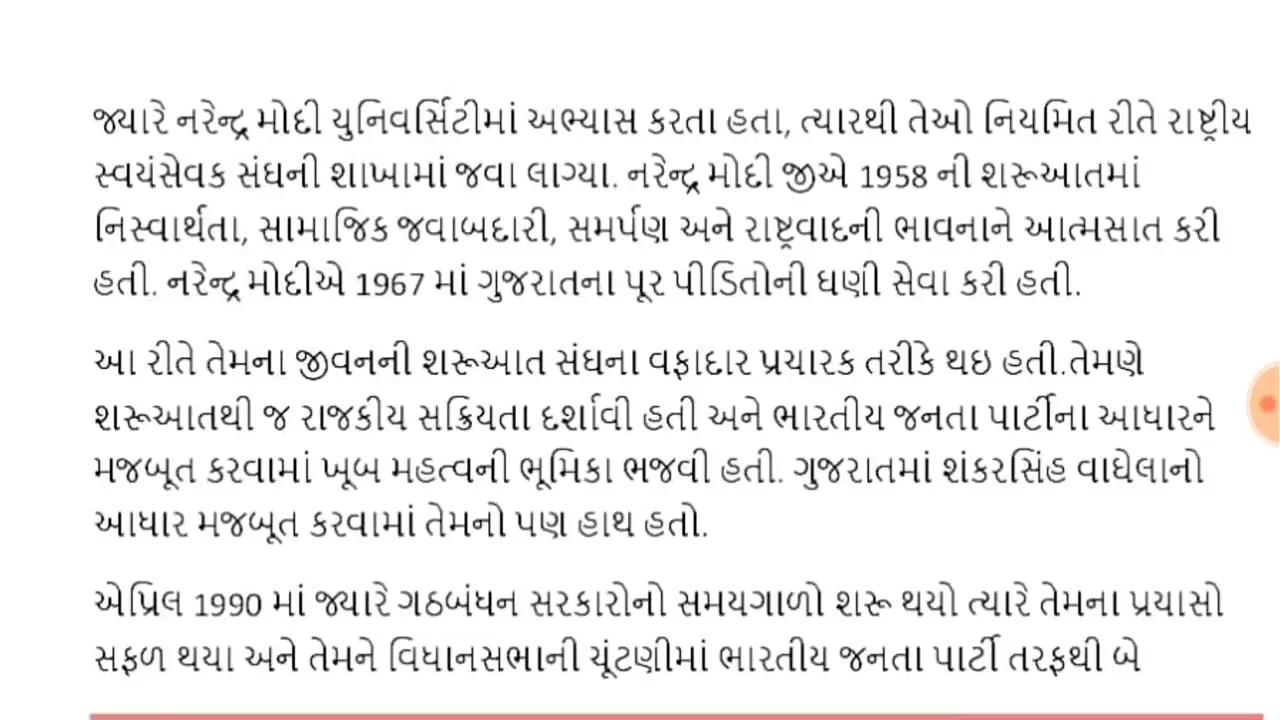 જ્યારે નરેન્દ્ર મોદી યુનિવર્સિટીમાં અભ્યાસ કરતા હતા, ત્યારથી તેઓ નિયમિત રીતે રાષ્ટ્રીય
સ્વયંસેવક સંઘની શાખામાં જવા લાગ્યા. નરેન્દ્ર મોદી જીએ 1958 ની શરૂઆતમાં
નિસ્વાર્થતા, સામાજિક જવાબદારી, સમર્પણ અને રાષ્ટ્રવાદની ભાવનાને આત્મસાત કરી
હતી. નરેન્દ્ર મોદીએ 1967 માં ગુજરાતના પૂર પીડિતોની ઘણી સેવા કરી હતી.
આ રીતે તેમના જીવનની શરૂઆત સંઘના વફાદાર પ્રચારક તરીકે થઇ હતી.તેમણે
શરૂઆતથી જ રાજકીય સક્રિયતા દર્શાવી હતી અને ભારતીય જનતા પાર્ટીના આધારને
મજબૂત કરવામાં ખૂબ મહત્વની ભૂમિકા ભજવી હતી. ગુજરાતમાં શંકરસિંહ વાઘેલાનો
આધાર મજબૂત કરવામાં તેમનો પણ હાથ હતો.
એપ્રિલ 1990 માં જ્યારે ગઠબંધન સરકારોનો સમયગાળો શરૂ થયો ત્યારે તેમના પ્રયાસો
સફળ થયા અને તેમને વિધાનસભાની ચૂંટણીમાં ભારતીય જનતા પાર્ટી તરફથી બે